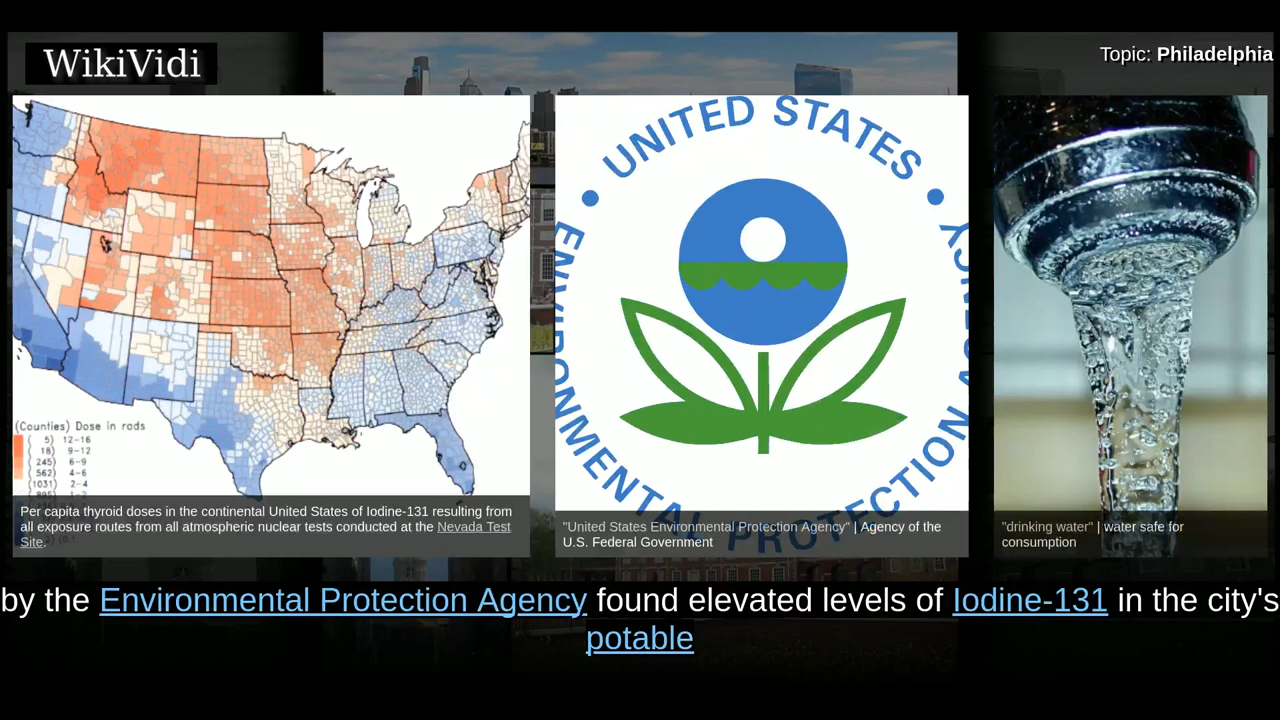 WikiVidi
Topic: Philadelphia
(Counties) Dose in rads
( 5) 12-16
( 18) 9-12
( 245) 6-9
( 562) 4-6
(1031) 2-4
Per capita thyroid doses in the continental United States of Iodine-131 resulting from
all exposure routes from all atmospheric nuclear tests conducted at the Nevada Test
Site.
UNITED STATES
ENVIRONMENTAL PROTECTION AGENCY
"United States Environmental Protection Agency" | Agency of the
U.S. Federal Government
"drinking water" | water safe for
consumption
by the Environmental Protection Agency found elevated levels of Iodine-131 in the city's
potable